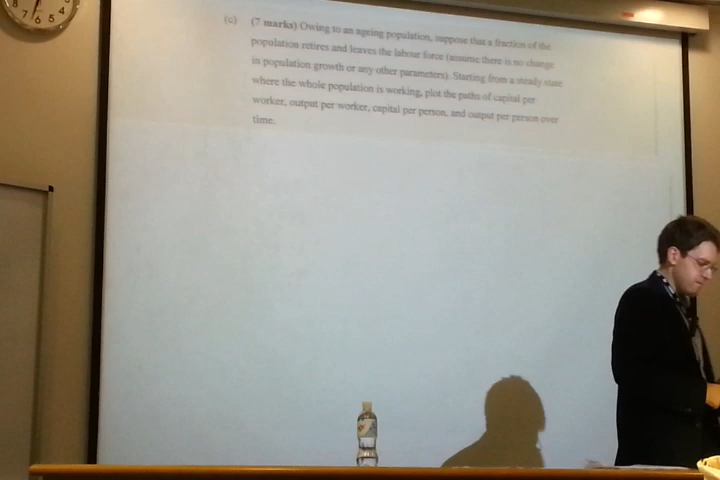 (c) (7 marks) Owing to an ageing population, suppose that a fraction of the
population retires and leaves the labour force (assume there is no change
in population growth or any other parameters). Starting from a steady state
where the whole population is working, plot the paths of capital per
worker, output per worker, capital per person, and output per person over
time.